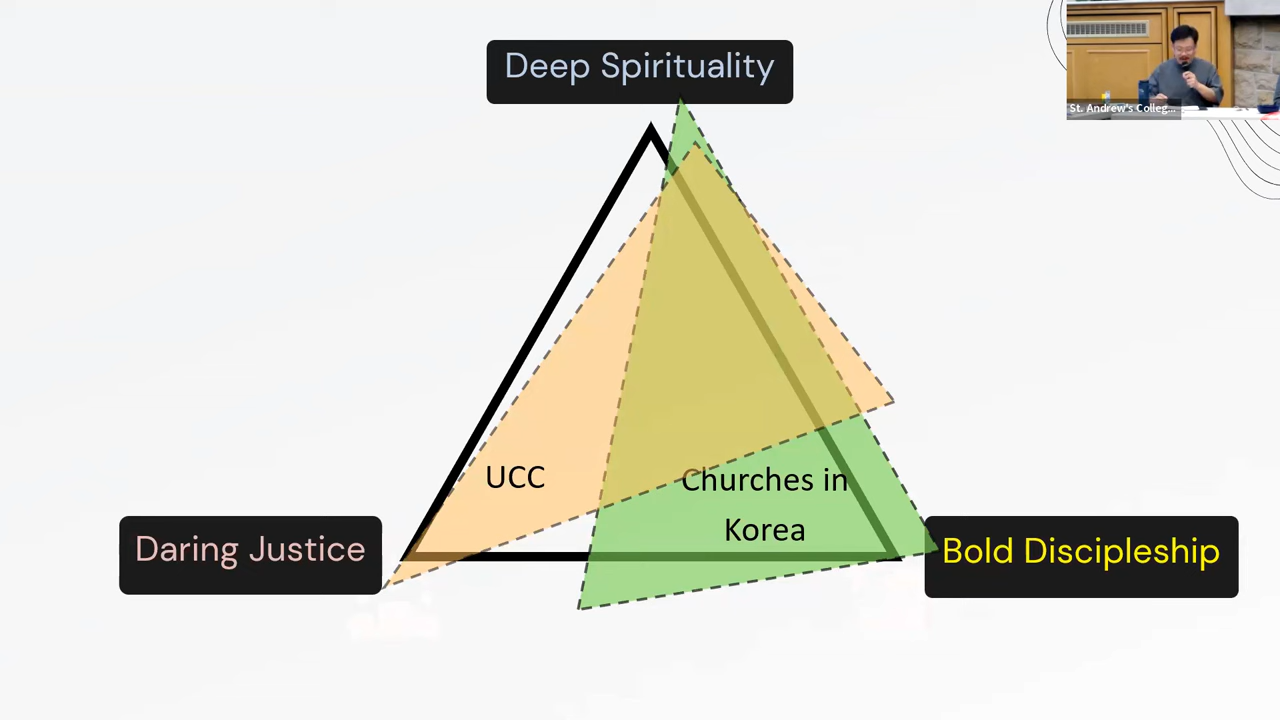 Deep Spirituality
St. Andrew's Colleg...
UCC
Churches in
Korea
Daring Justice
Bold Discipleship